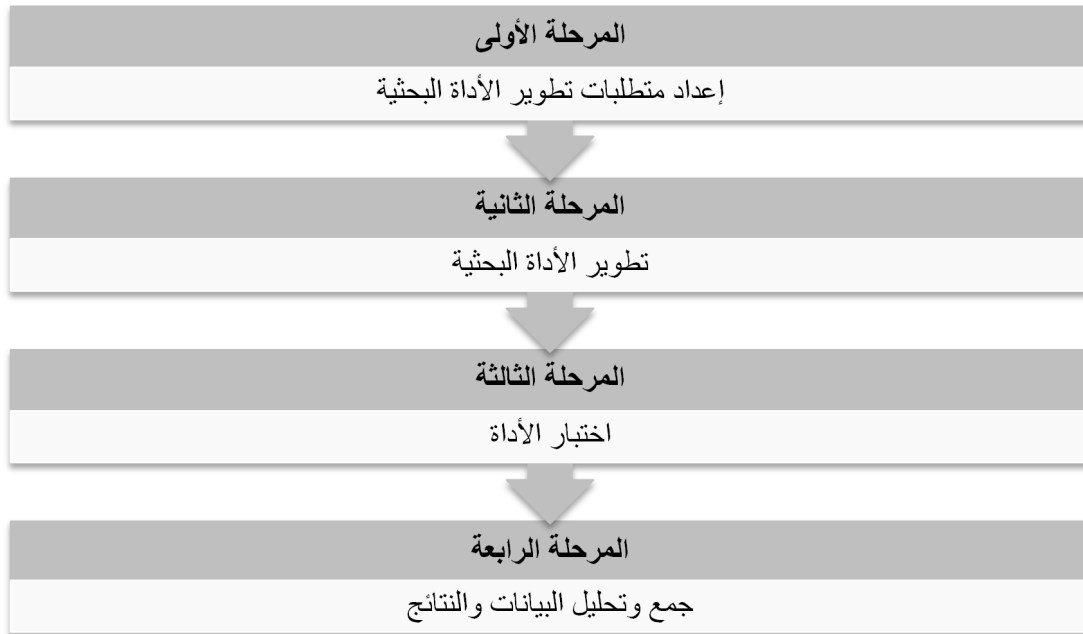 المرحلة الأولى
إعداد متطلبات تطوير الأداة البحثية
المرحلة الثانية
تطوير الأداة البحثية
المرحلة الثالثة
اختبار الأداة
المرحلة الرابعة
جمع وتحليل البيانات والنتائج